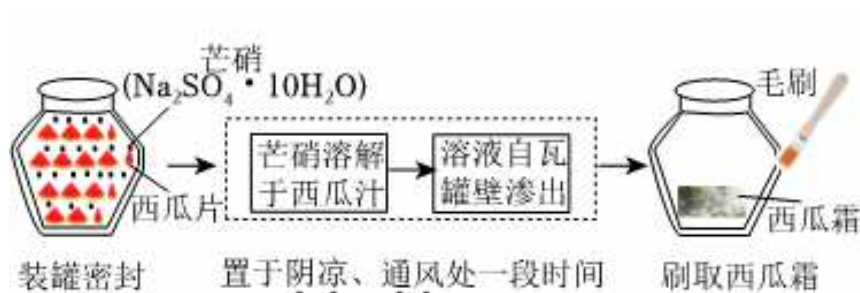 芒硝
(Na₂SO₄·10H₂O)
毛刷
芒硝溶解
于西瓜汁
溶液自瓦
罐壁渗出
西瓜片
西瓜霜
装罐密封
置于阴凉、通风处一段时间
刷取西瓜霜